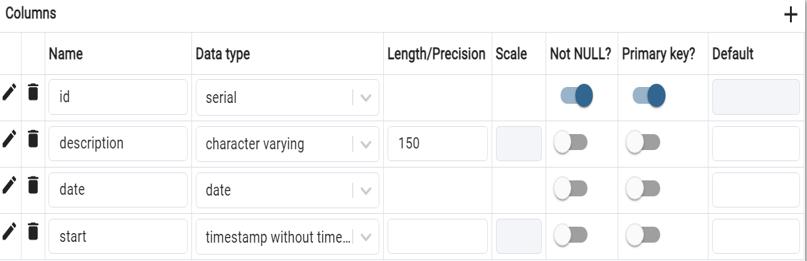 Columns
Name Data type Length/Precision Scale Not NULL? Primary key? Default
id serial
description character varying 150
date date
start timestamp without time...